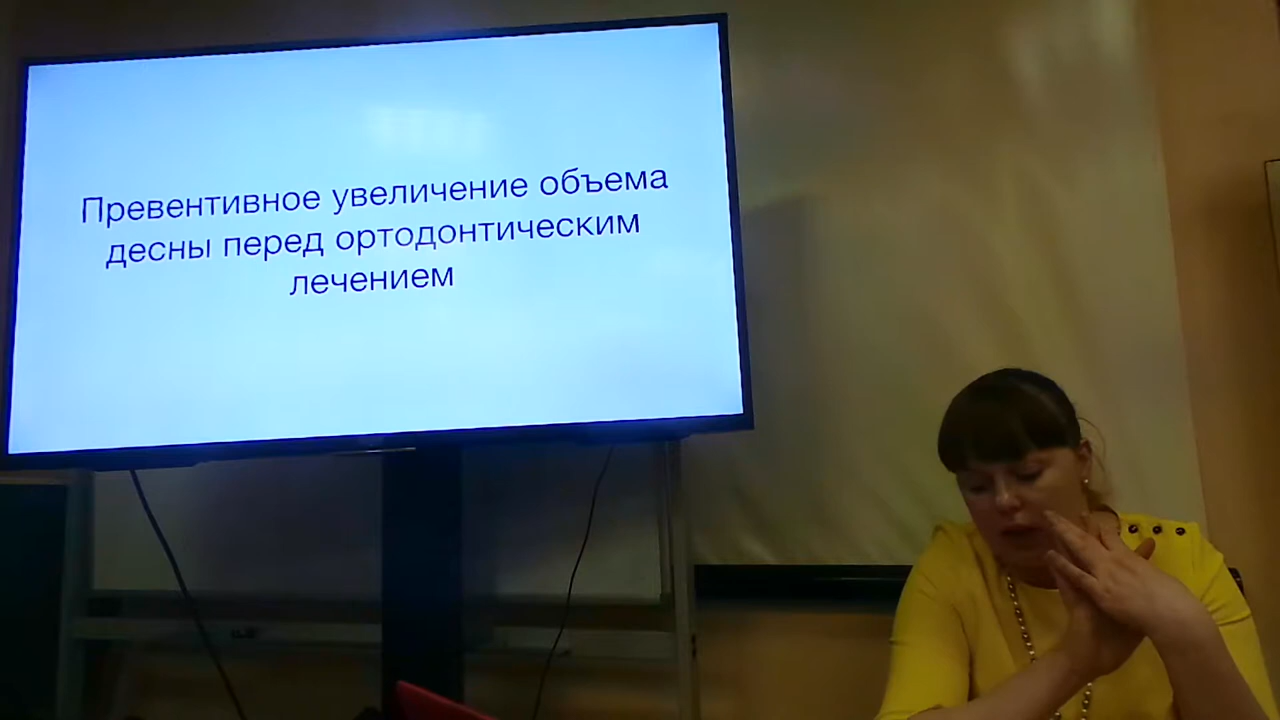 Превентивное увеличение объема
десны перед ортодонтическим
лечением